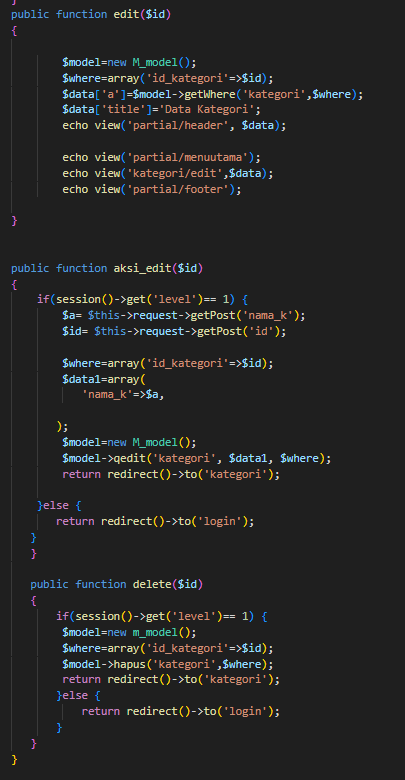 }
public function edit($id)
{
$model=new M_model();
$where=array('id_kategori'=>$id);
$data['a']=$model->getWhere('kategori',$where);
$data['title']='Data Kategori';
echo view('partial/header', $data);
echo view('partial/menuutama');
echo view('kategori/edit',$data);
echo view('partial/footer');
}
public function aksi_edit($id)
{
if(session()->get('level')== 1) {
$a= $this->request->getPost('nama_k');
$id= $this->request->getPost('id');
$where=array('id_kategori'=>$id);
$data1=array(
'nama_k'=>$a,
);
$model=new M_model();
$model->qedit('kategori', $data1, $where);
return redirect()->to('kategori');
}else {
return redirect()->to('login');
}
}
public function delete($id)
{
if(session()->get('level')== 1) {
$model=new m_model();
$where=array('id_kategori'=>$id);
$model->hapus('kategori',$where);
return redirect()->to('kategori');
}else {
return redirect()->to('login');
}
}
}